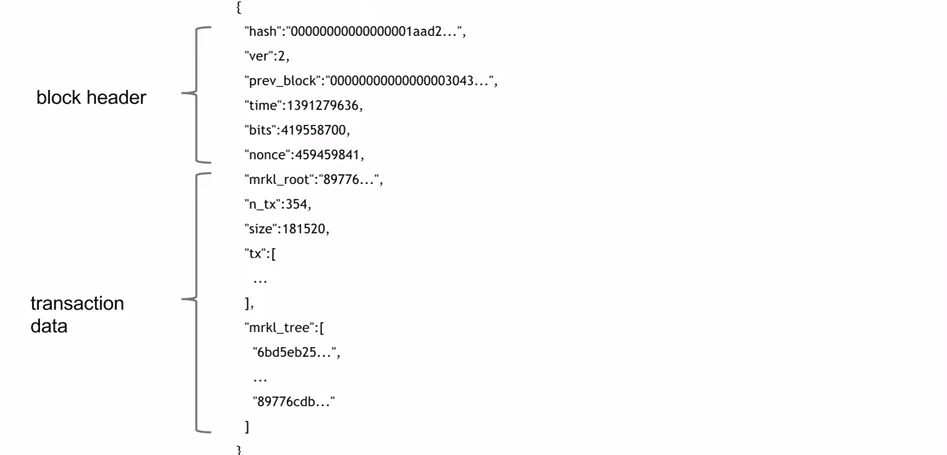 {
"hash":"00000000000000001aad2...",
"ver":2,
"prev_block":"00000000000000003043...",
"time":1391279636,
"bits":419558700,
"nonce":459459841,
block header
"mrkl_root":"89776...",
"n_tx":354,
"size":181520,
"tx":[
...
],
"mrkl_tree":[
"6bd5eb25...",
...
"89776cdb..."
]
transaction
data
}